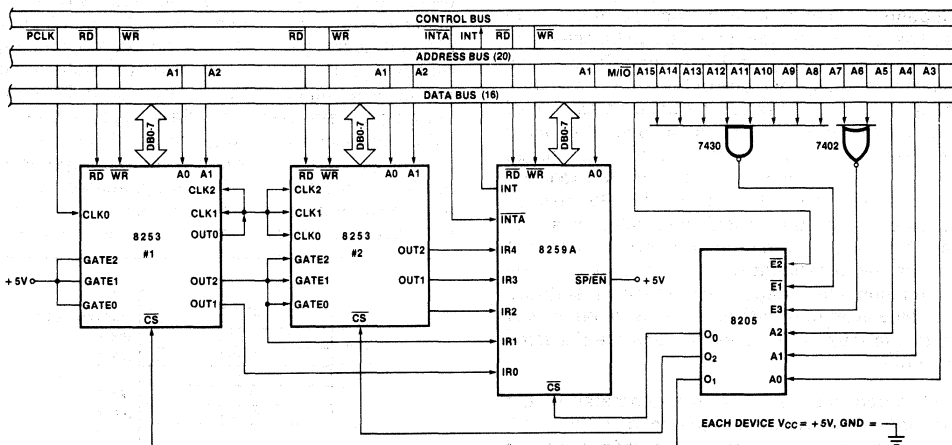 CONTROL BUS
PCLK RD WR RD WR INTA INT RD WR
ADDRESS BUS (20)
A1 A2 A1 A2 A1 M/IO A15 A14 A13 A12 A11 A10 A9 A8 A7 A6 A5 A4 A3
DATA BUS (16)
DB0-7 DB0-7 DB0-7
7430 7402
RD WR A0 A1 RD WR A0 A1 RD WR A0
CLK2 CLK2 INT
CLK0 CLK1 CLK1 INTA
OUT0 CLK0
8253 8253 OUT2 IR4 8259A
#1 #2
GATE2 GATE2 E2
+5V GATE1 OUT2 GATE1 OUT1 IR3 SP/EN +5V E1
GATE0 OUT1 GATE0 IR2 E3
8205
CS CS IR1 O0 A2
O2 A1
IR0 O1 A0
CS
EACH DEVICE VCC = +5V, GND =